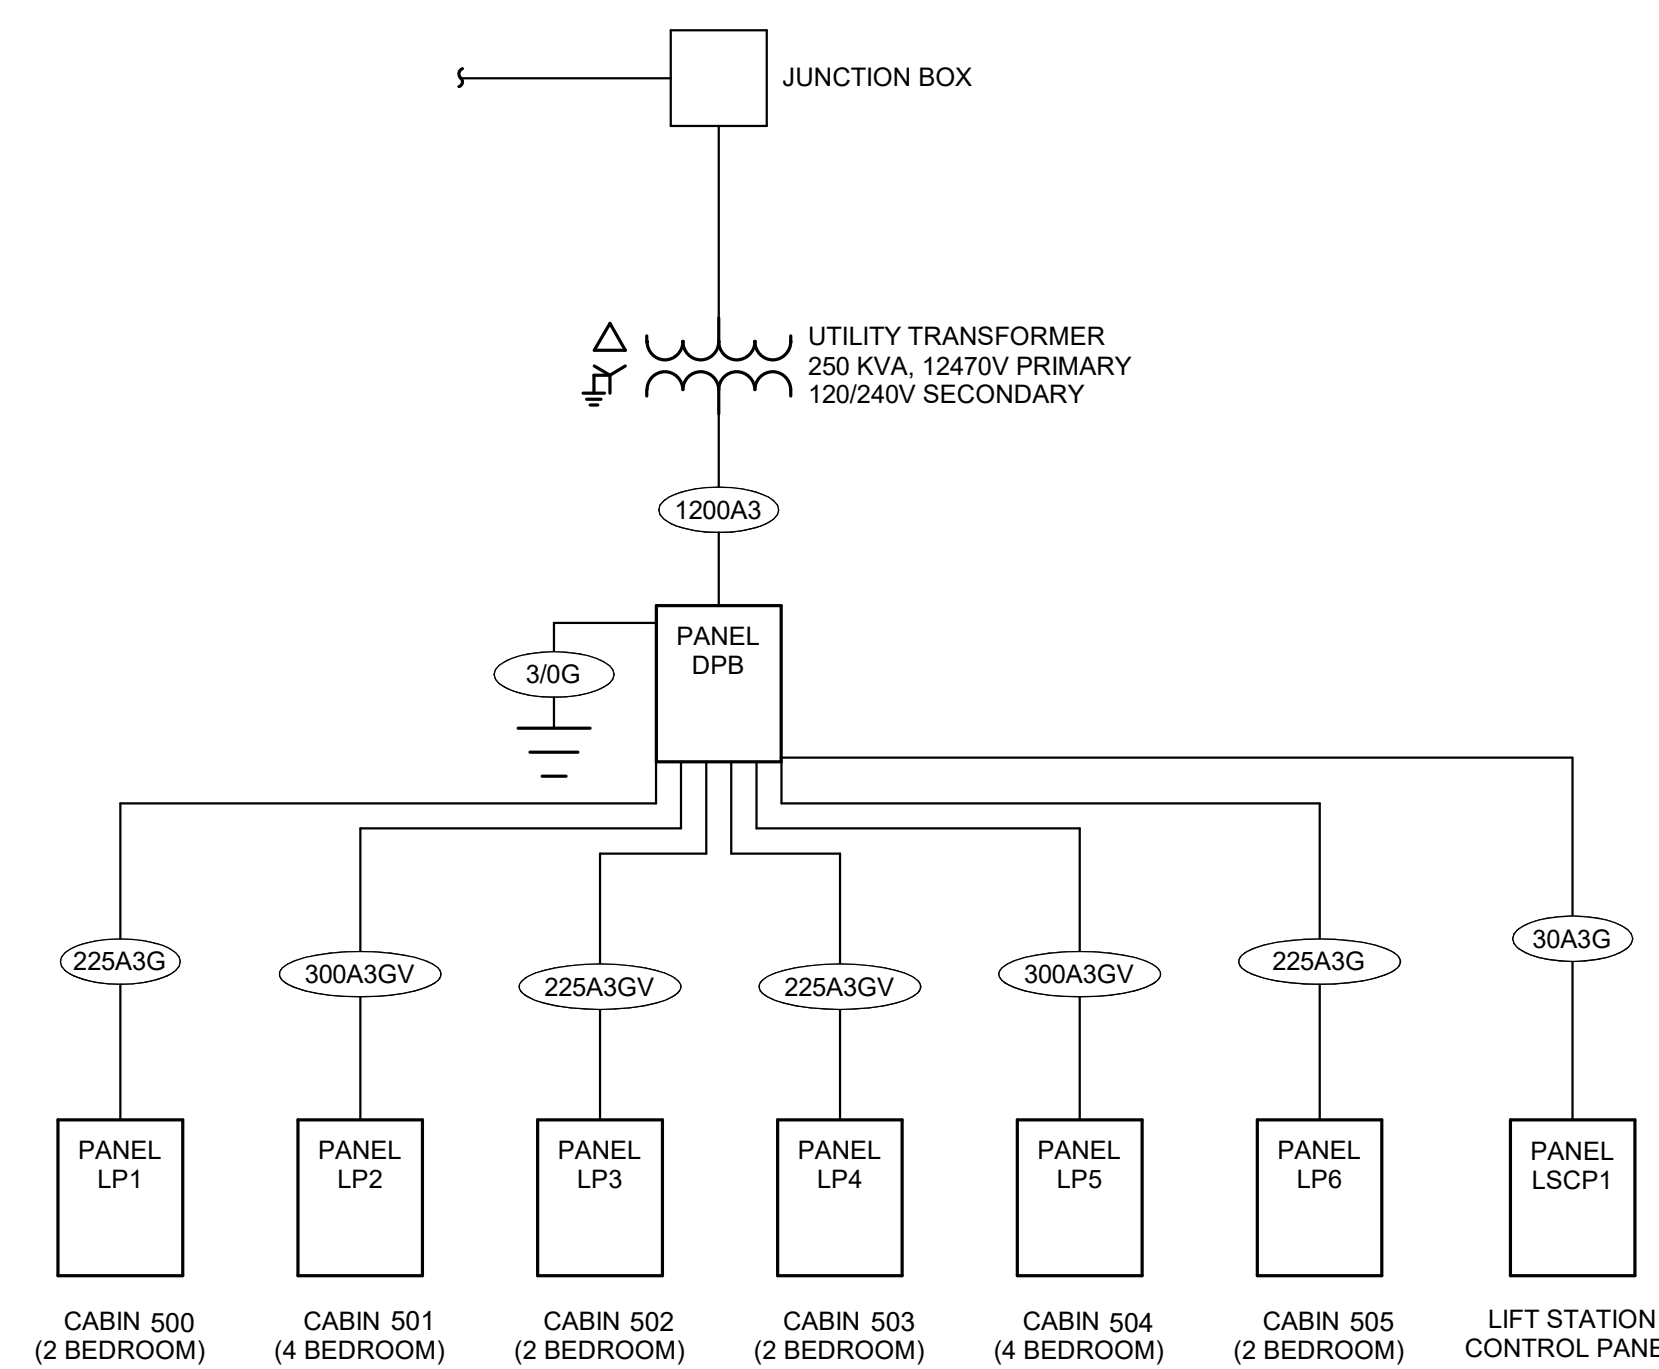 JUNCTION BOX
UTILITY TRANSFORMER
250 KVA, 12470V PRIMARY
120/240V SECONDARY
1200A3
PANEL
DPB
3/0G
225A3G
300A3GV
225A3GV
225A3GV
300A3GV
225A3G
30A3G
PANEL
LP1
PANEL
LP2
PANEL
LP3
PANEL
LP4
PANEL
LP5
PANEL
LP6
PANEL
LSCP1
CABIN 500
(2 BEDROOM)
CABIN 501
(4 BEDROOM)
CABIN 502
(2 BEDROOM)
CABIN 503
(2 BEDROOM)
CABIN 504
(4 BEDROOM)
CABIN 505
(2 BEDROOM)
LIFT STATION
CONTROL PANE